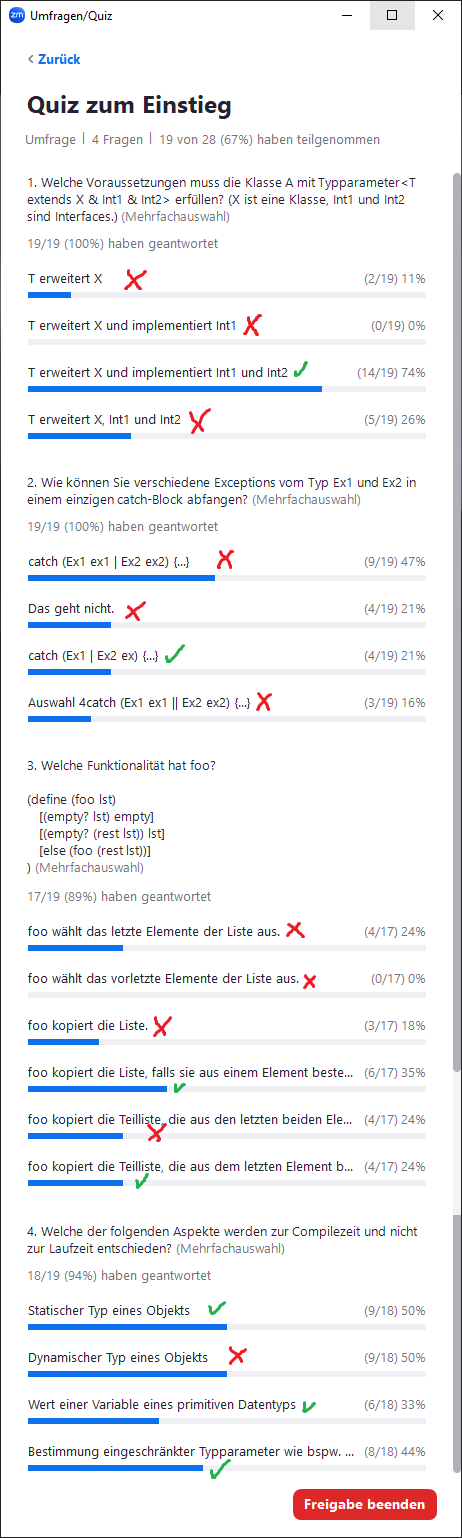 zm Umfragen/Quiz
Zurück
Quiz zum Einstieg
Umfrage | 4 Fragen | 19 von 28 (67%) haben teilgenommen
1. Welche Voraussetzungen muss die Klasse A mit Typparameter<T
extends X & Int1 & Int2> erfüllen? (X ist eine Klasse, Int1 und Int2
sind Interfaces.) (Mehrfachauswahl)
19/19 (100%) haben geantwortet
T erweitert X (2/19) 11%
T erweitert X und implementiert Int1 (0/19) 0%
T erweitert X und implementiert Int1 und Int2 (14/19) 74%
T erweitert X, Int1 und Int2 (5/19) 26%
2. Wie können Sie verschiedene Exceptions vom Typ Ex1 und Ex2 in
einem einzigen catch-Block abfangen? (Mehrfachauswahl)
19/19 (100%) haben geantwortet
catch (Ex1 ex1 | Ex2 ex2) {...} (9/19) 47%
Das geht nicht. (4/19) 21%
catch (Ex1 | Ex2 ex) {...} (4/19) 21%
Auswahl 4catch (Ex1 ex1 || Ex2 ex2) {...} (3/19) 16%
3. Welche Funktionalität hat foo?
(define (foo lst)
[(empty? lst) empty]
[(empty? (rest lst)) lst]
[else (foo (rest lst))]
) (Mehrfachauswahl)
17/19 (89%) haben geantwortet
foo wählt das letzte Elemente der Liste aus. (4/17) 24%
foo wählt das vorletzte Elemente der Liste aus. (0/17) 0%
foo kopiert die Liste. (3/17) 18%
foo kopiert die Liste, falls sie aus einem Element beste... (6/17) 35%
foo kopiert die Teilliste, die aus den letzten beiden Ele... (4/17) 24%
foo kopiert die Teilliste, die aus dem letzten Element b... (4/17) 24%
4. Welche der folgenden Aspekte werden zur Compilezeit und nicht
zur Laufzeit entschieden? (Mehrfachauswahl)
18/19 (94%) haben geantwortet
Statischer Typ eines Objekts (9/18) 50%
Dynamischer Typ eines Objekts (9/18) 50%
Wert einer Variable eines primitiven Datentyps (6/18) 33%
Bestimmung eingeschränkter Typparameter wie bspw. ... (8/18) 44%
Freigabe beenden